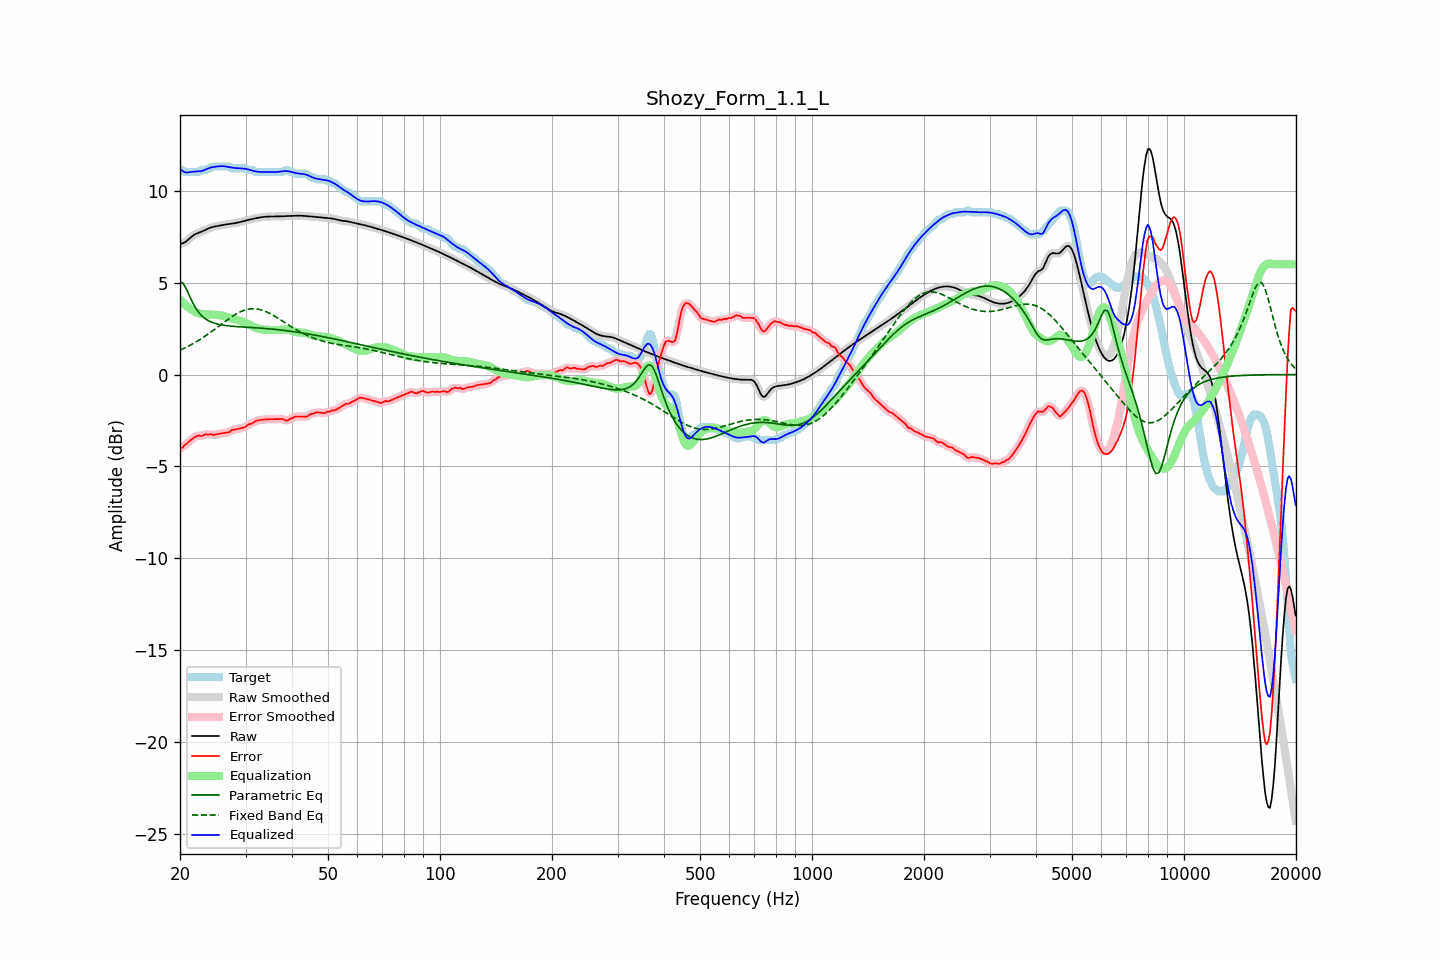 Shozy_Form_1.1_L
Amplitude (dBr)
10
5
0
−5
−10
−15
−20
−25
Target
Raw Smoothed
Error Smoothed
Raw
Error
Equalization
Parametric Eq
Fixed Band Eq
Equalized
20 50 100 200 500 1000 2000 5000 10000 20000
Frequency (Hz)